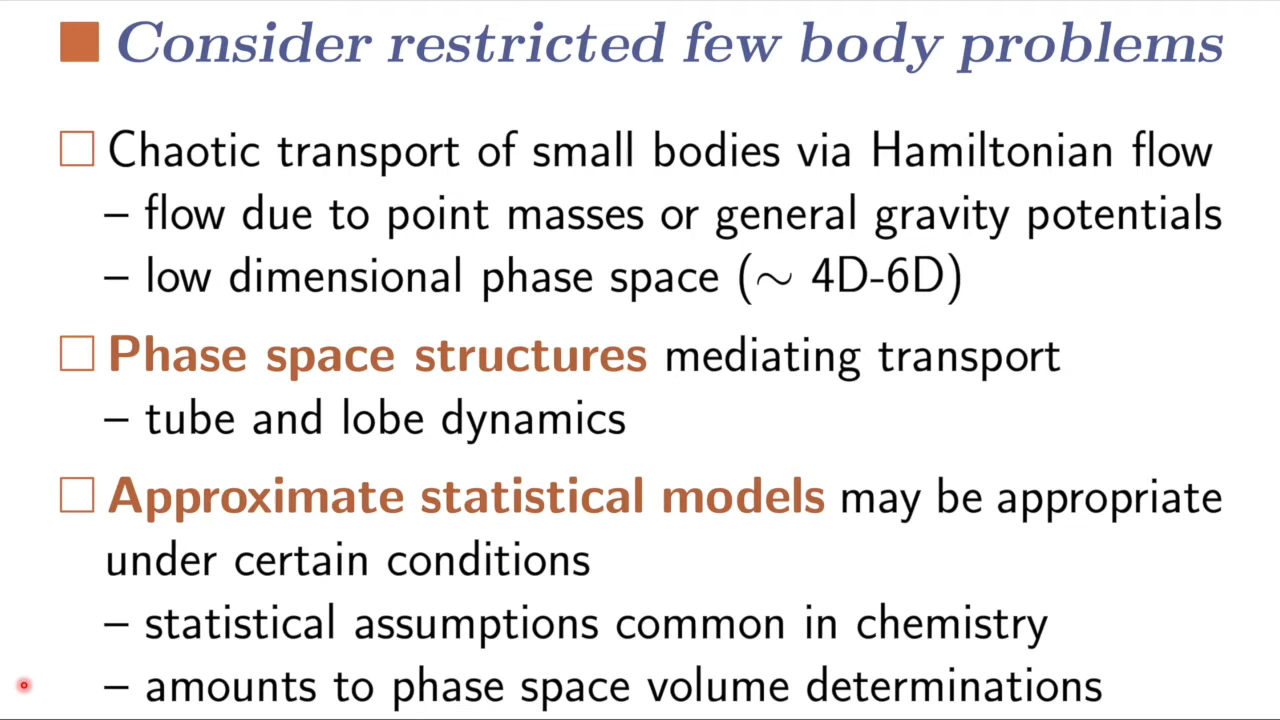 Consider restricted few body problems
Chaotic transport of small bodies via Hamiltonian flow
– flow due to point masses or general gravity potentials
– low dimensional phase space (∼ 4D-6D)
Phase space structures mediating transport
– tube and lobe dynamics
Approximate statistical models may be appropriate
under certain conditions
– statistical assumptions common in chemistry
– amounts to phase space volume determinations